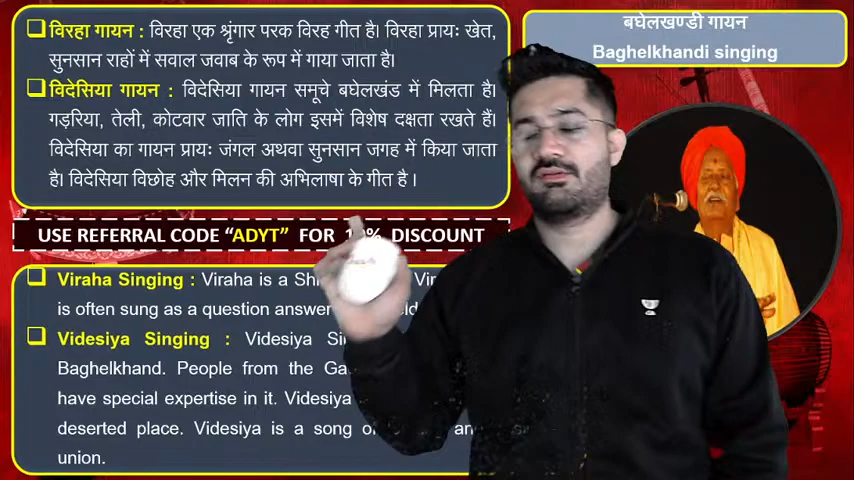 विरहा गायन : विरहा एक श्रृंगार परक विरह गीत है। विरहा प्रायः खेत,
सुनसान राहों में सवाल जवाब के रूप में गाया जाता है।
विदेसिया गायन : विदेसिया गायन समूचे बघेलखंड में मिलता है।
गड़रिया, तेली, कोटवार जाति के लोग इसमें विशेष दक्षता रखते हैं।
विदेसिया का गायन प्रायः जंगल अथवा सुनसान जगह में किया जाता
है। विदेसिया विछोह और मिलन की अभिलाषा के गीत है ।
बघेलखण्डी गायन
Baghelkhandi singing
USE REFERRAL CODE “ADYT” FOR DISCOUNT
Viraha Singing : Viraha is a
is often sung as a question answer
Videsiya Singing : Videsiya
Baghelkhand. People from the
have special expertise in it. Videsiya
deserted place. Videsiya is a song
union.